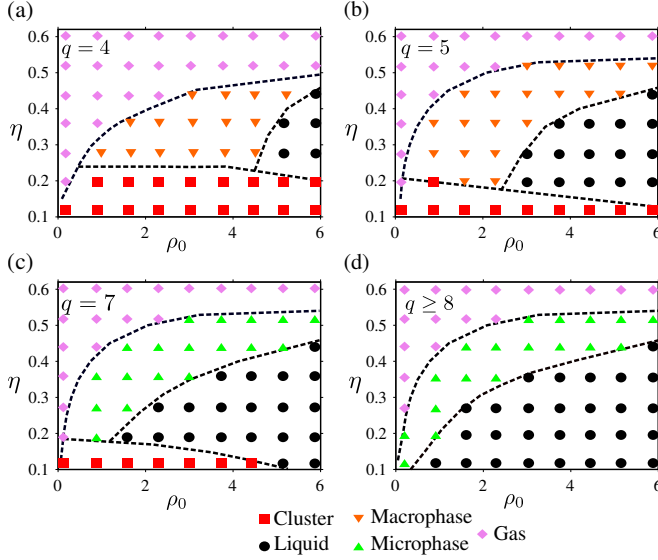 (a)
q = 4
0.6
0.5
0.4
η
0.3
0.2
0.1
0
2
4
6
ρ0
(b)
q = 5
0.6
0.5
0.4
η
0.3
0.2
0.1
0
2
4
6
ρ0
(c)
q = 7
0.6
0.5
0.4
η
0.3
0.2
0.1
0
2
4
6
ρ0
(d)
q ≥ 8
0.6
0.5
0.4
η
0.3
0.2
0.1
0
2
4
6
ρ0
Cluster
Macrophase
Gas
Liquid
Microphase